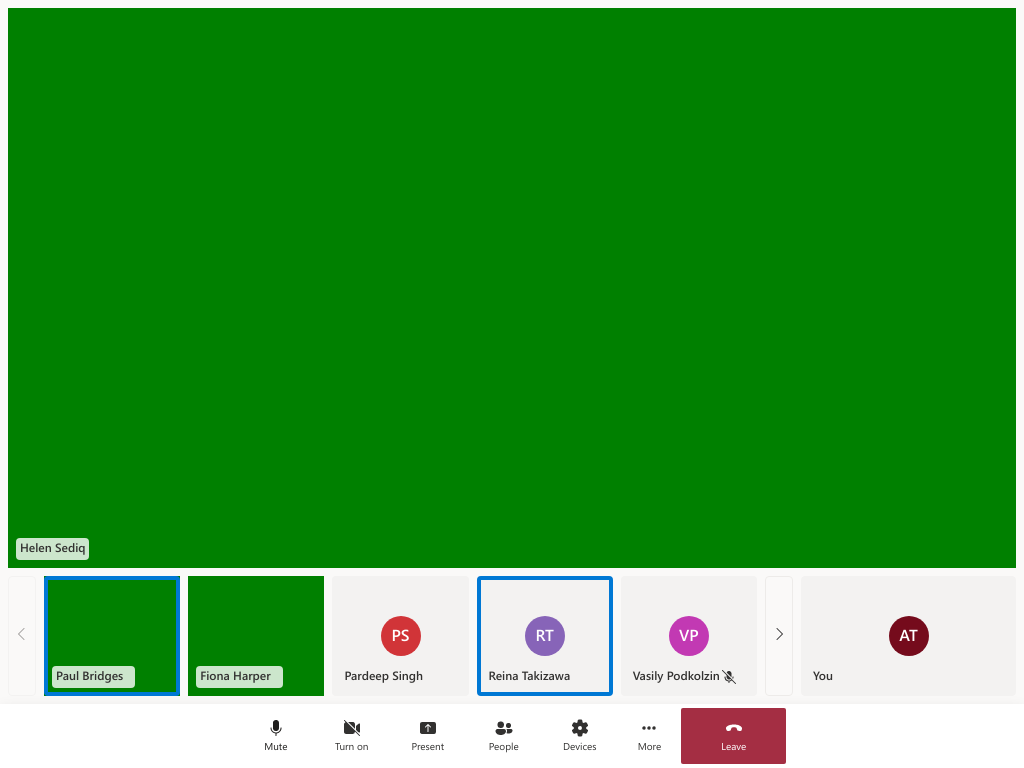 Helen Sediq
Paul Bridges
Fiona Harper
PS
Pardeep Singh
RT
Reina Takizawa
VP
Vasily Podkolzin
AT
You
Mute
Turn on
Present
People
Devices
More
Leave